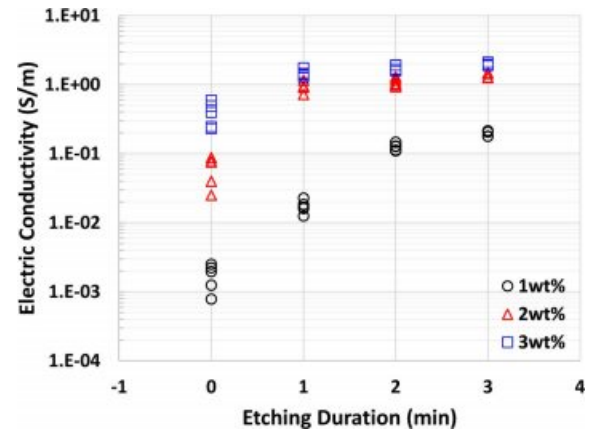 1.E+01
1.E+00
1.E-01
1.E-02
1.E-03
1.E-04
Electric Conductivity (S/m)
1wt%
2wt%
3wt%
-1 0 1 2 3 4
Etching Duration (min)